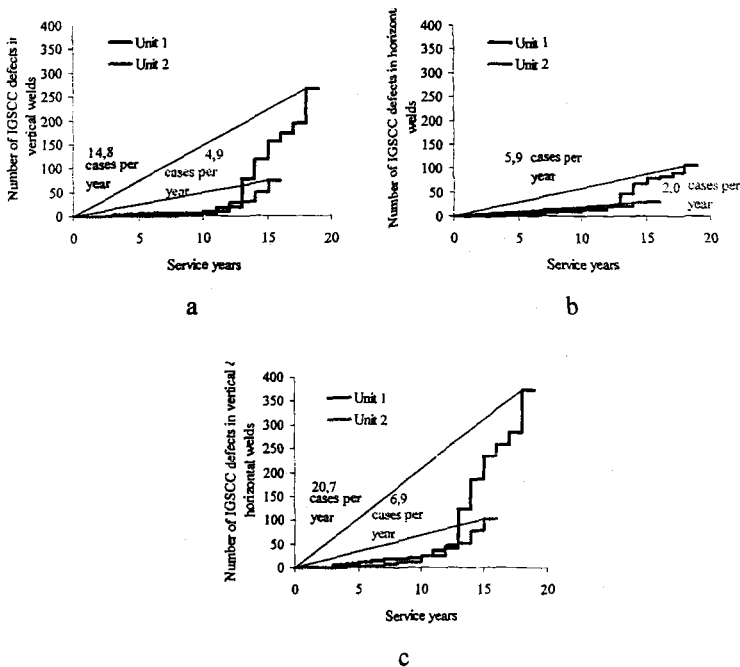 Number of IGSCC defects i
vertical welds
400
350
300
250
200
150
100
50
0
Unit 1
Unit 2
14,8
cases per
year
4,9
cases per
year
0
5
10
15
20
Service years
a
Number of IGSCC defects in horizont
welds
400
350
300
250
200
150
100
50
0
Unit 1
Unit 2
5,9 cases per
year
2,0 cases per
year
0
5
10
15
20
Service years
b
Number of IGSCC defects in vertical
horizontal welds
400
350
300
250
200
150
100
50
0
Unit 1
Unit 2
20,7
cases per
year
6,9
cases per
year
0
5
10
15
20
Service years
c